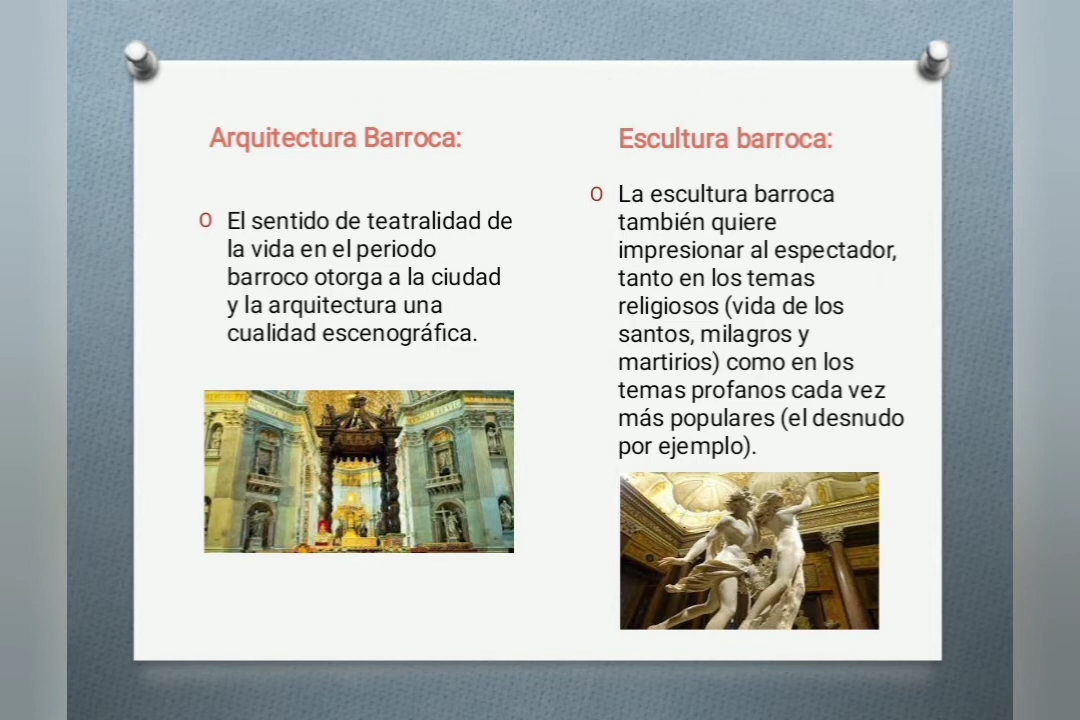 Arquitectura Barroca:
O El sentido de teatralidad de
la vida en el periodo
barroco otorga a la ciudad
y la arquitectura una
cualidad escenográfica.
Escultura barroca:
O La escultura barroca
también quiere
impresionar al espectador,
tanto en los temas
religiosos (vida de los
santos, milagros y
martirios) como en los
temas profanos cada vez
más populares (el desnudo
por ejemplo).